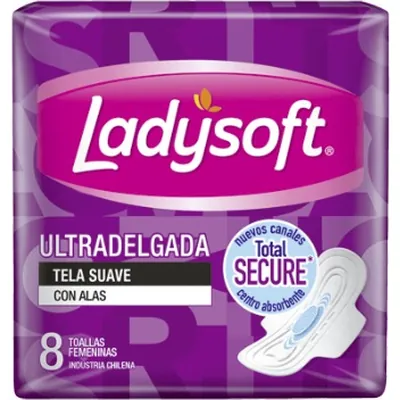 Ladysoft®
ULTRADELGADA
TELA SUAVE
CON ALAS
nuevos canales
Total
SECURE*
centro absorbente
8 TOALLAS
FEMENINAS
INDUSTRIA CHILENA